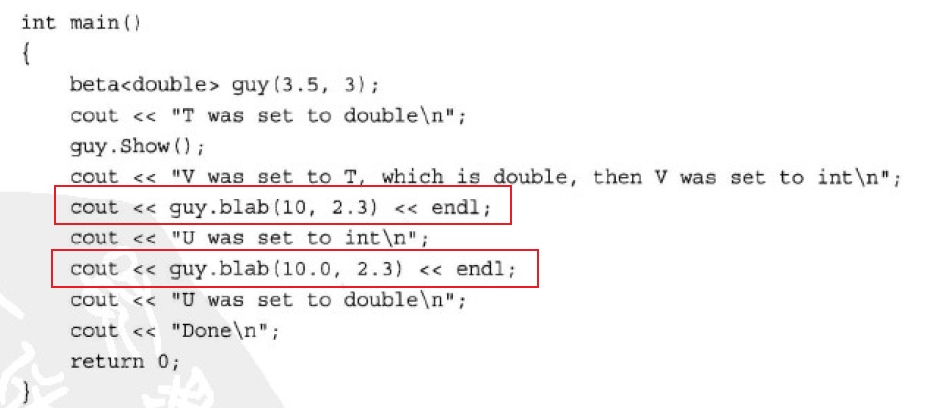 int main()
{
    beta<double> guy(3.5, 3);
    cout << "T was set to double\n";
    guy.Show();
    cout << "V was set to T, which is double, then V was set to int\n";
    cout << guy.blab(10, 2.3) << endl;
    cout << "U was set to int\n";
    cout << guy.blab(10.0, 2.3) << endl;
    cout << "U was set to double\n";
    cout << "Done\n";
    return 0;
}